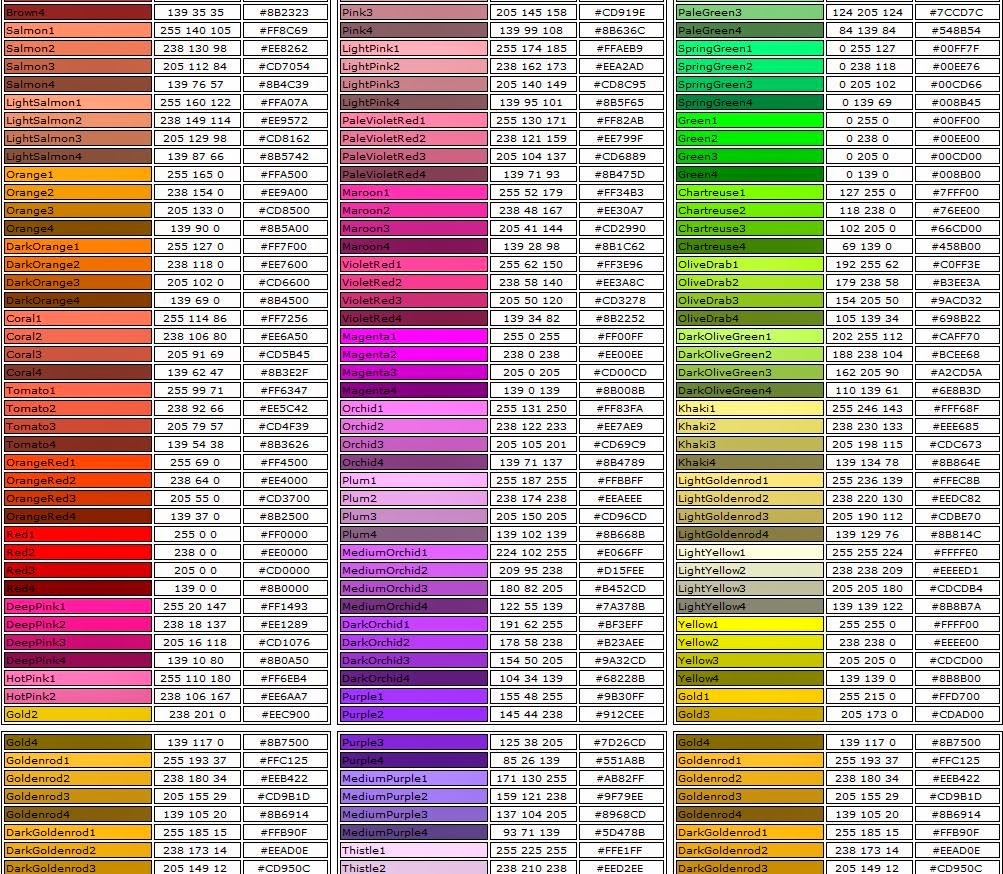 Brown4 139 35 35 #8B2323 Pink3 205 145 158 #CD919E PaleGreen3 124 205 124 #7CCD7C
Salmon1 255 140 105 #FF8C69 Pink4 139 99 108 #8B636C PaleGreen4 84 139 84 #548B54
Salmon2 238 130 98 #EE8262 LightPink1 255 174 185 #FFAEB9 SpringGreen1 0 255 127 #00FF7F
Salmon3 205 112 84 #CD7054 LightPink2 238 162 173 #EEA2AD SpringGreen2 0 238 118 #00EE76
Salmon4 139 76 57 #8B4C39 LightPink3 205 140 149 #CD8C95 SpringGreen3 0 205 102 #00CD66
LightSalmon1 255 160 122 #FFA07A LightPink4 139 95 101 #8B5F65 SpringGreen4 0 139 69 #008B45
LightSalmon2 238 149 114 #EE9572 PaleVioletRed1 255 130 171 #FF82AB Green1 0 255 0 #00FF00
LightSalmon3 205 129 98 #CD8162 PaleVioletRed2 238 121 159 #EE799F Green2 0 238 0 #00EE00
LightSalmon4 139 87 66 #8B5742 PaleVioletRed3 205 104 137 #CD6889 Green3 0 205 0 #00CD00
Orange1 255 165 0 #FFA500 PaleVioletRed4 139 71 93 #8B475D Green4 0 139 0 #008B00
Orange2 238 154 0 #EE9A00 Maroon1 255 52 179 #FF34B3 Chartreuse1 127 255 0 #7FFF00
Orange3 205 133 0 #CD8500 Maroon2 238 48 167 #EE30A7 Chartreuse2 118 238 0 #76EE00
Orange4 139 90 0 #8B5A00 Maroon3 205 41 144 #CD2990 Chartreuse3 102 205 0 #66CD00
DarkOrange1 255 127 0 #FF7F00 Maroon4 139 28 98 #8B1C62 Chartreuse4 69 139 0 #458B00
DarkOrange2 238 118 0 #EE7600 VioletRed1 255 62 150 #FF3E96 OliveDrab1 192 255 62 #C0FF3E
DarkOrange3 205 102 0 #CD6600 VioletRed2 238 58 140 #EE3A8C OliveDrab2 179 238 58 #B3EE3A
DarkOrange4 139 69 0 #8B4500 VioletRed3 205 50 120 #CD3278 OliveDrab3 154 205 50 #9ACD32
Coral1 255 114 86 #FF7256 VioletRed4 139 34 82 #8B2252 OliveDrab4 105 139 34 #698B22
Coral2 238 106 80 #EE6A50 Magenta1 255 0 255 #FF00FF DarkOliveGreen1 202 255 112 #CAFF70
Coral3 205 91 69 #CD5B45 Magenta2 238 0 238 #EE00EE DarkOliveGreen2 188 238 104 #BCEE68
Coral4 139 62 47 #8B3E2F Magenta3 205 0 205 #CD00CD DarkOliveGreen3 162 205 90 #A2CD5A
Tomato1 255 99 71 #FF6347 Magenta4 139 0 139 #8B008B DarkOliveGreen4 110 139 61 #6E8B3D
Tomato2 238 92 66 #EE5C42 Orchid1 255 131 250 #FF83FA Khaki1 255 246 143 #FFF68F
Tomato3 205 79 57 #CD4F39 Orchid2 238 122 233 #EE7AE9 Khaki2 238 230 133 #EEE685
Tomato4 139 54 38 #8B3626 Orchid3 205 105 201 #CD69C9 Khaki3 205 198 115 #CDC673
OrangeRed1 255 69 0 #FF4500 Orchid4 139 71 137 #8B4789 Khaki4 139 134 78 #8B864E
OrangeRed2 238 64 0 #EE4000 Plum1 255 187 255 #FFBBFF LightGoldenrod1 255 236 139 #FFEC8B
OrangeRed3 205 55 0 #CD3700 Plum2 238 174 238 #EEAEEE LightGoldenrod2 238 220 130 #EEDC82
OrangeRed4 139 37 0 #8B2500 Plum3 205 150 205 #CD96CD LightGoldenrod3 205 190 112 #CDBE70
Red1 255 0 0 #FF0000 Plum4 139 102 139 #8B668B LightGoldenrod4 139 129 76 #8B814C
Red2 238 0 0 #EE0000 MediumOrchid1 224 102 255 #E066FF LightYellow1 255 255 224 #FFFFE0
Red3 205 0 0 #CD0000 MediumOrchid2 209 95 238 #D15FEE LightYellow2 238 238 209 #EEEED1
Red4 139 0 0 #8B0000 MediumOrchid3 180 82 205 #B452CD LightYellow3 205 205 180 #CDCDB4
DeepPink1 255 20 147 #FF1493 MediumOrchid4 122 55 139 #7A378B LightYellow4 139 139 122 #8B8B7A
DeepPink2 238 18 137 #EE1289 DarkOrchid1 191 62 255 #BF3EFF Yellow1 255 255 0 #FFFF00
DeepPink3 205 16 118 #CD1076 DarkOrchid2 178 58 238 #B23AEE Yellow2 238 238 0 #EEEE00
DeepPink4 139 10 80 #8B0A50 DarkOrchid3 154 50 205 #9A32CD Yellow3 205 205 0 #CDCD00
HotPink1 255 110 180 #FF6EB4 DarkOrchid4 104 34 139 #68228B Yellow4 139 139 0 #8B8B00
HotPink2 238 106 167 #EE6AA7 Purple1 155 48 255 #9B30FF Gold1 255 215 0 #FFD700
Gold2 238 201 0 #EEC900 Purple2 145 44 238 #912CEE Gold3 205 173 0 #CDAD00
Gold4 139 117 0 #8B7500 Purple3 125 38 205 #7D26CD Gold4 139 117 0 #8B7500
Goldenrod1 255 193 37 #FFC125 Purple4 85 26 139 #551A8B Goldenrod1 255 193 37 #FFC125
Goldenrod2 238 180 34 #EEB422 MediumPurple1 171 130 255 #AB82FF Goldenrod2 238 180 34 #EEB422
Goldenrod3 205 155 29 #CD9B1D MediumPurple2 159 121 238 #9F79EE Goldenrod3 205 155 29 #CD9B1D
Goldenrod4 139 105 20 #8B6914 MediumPurple3 137 104 205 #8968CD Goldenrod4 139 105 20 #8B6914
DarkGoldenrod1 255 185 15 #FFB90F MediumPurple4 93 71 139 #5D478B DarkGoldenrod1 255 185 15 #FFB90F
DarkGoldenrod2 238 173 14 #EEAD0E Thistle1 255 225 255 #FFE1FF DarkGoldenrod2 238 173 14 #EEAD0E
DarkGoldenrod3 205 149 12 #CD950C Thistle2 238 210 238 #EED2EE DarkGoldenrod3 205 149 12 #CD950C